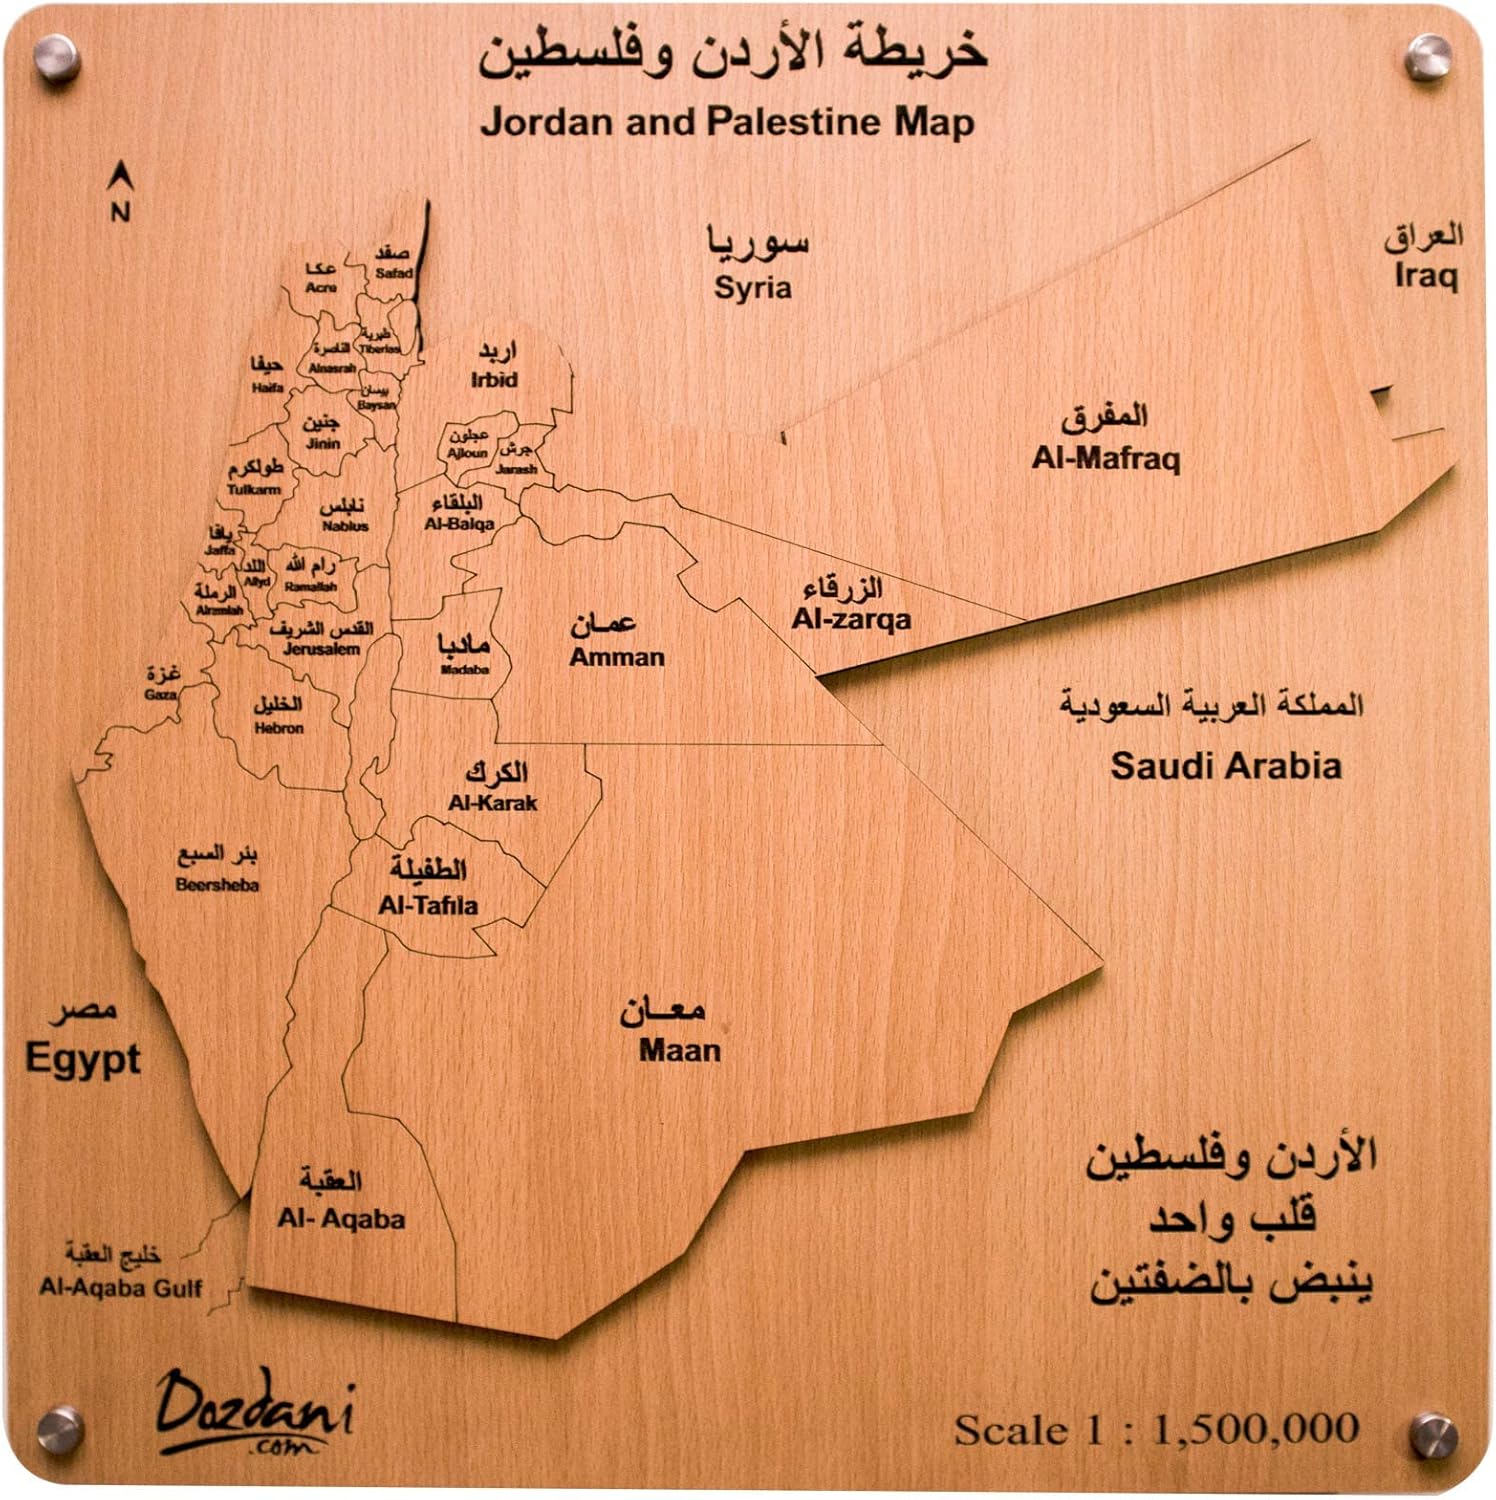 خريطة الأردن وفلسطين
Jordan and Palestine Map
N
سوريا
Syria
العراق
Iraq
صفد
Safad
عكا
Acre
طبرية
Tiberias
الناصرة
Alnasrah
حيفا
Haifa
بيسان
Baysan
اربد
Irbid
جنين
Jinin
عجلون
Ajloun
جرش
Jarash
المفرق
Al-Mafraq
طولكرم
Tulkarm
نابلس
Nablus
البلقاء
Al-Balqa
يافا
Jaffa
اللد
Allyd
رام الله
Ramallah
الرملة
Alramlah
الزرقاء
Al-zarqa
القدس الشريف
Jerusalem
مادبا
Madaba
عمـان
Amman
غزة
Gaza
الخليل
Hebron
المملكة العربية السعودية
Saudi Arabia
الكرك
Al-Karak
بئر السبع
Beersheba
الطفيلة
Al-Tafila
مصر
Egypt
معـان
Maan
العقبة
Al- Aqaba
خليج العقبة
Al-Aqaba Gulf
الأردن وفلسطين
قلب واحد
ينبض بالضفتين
Dozdani
.com
Scale 1 : 1,500,000